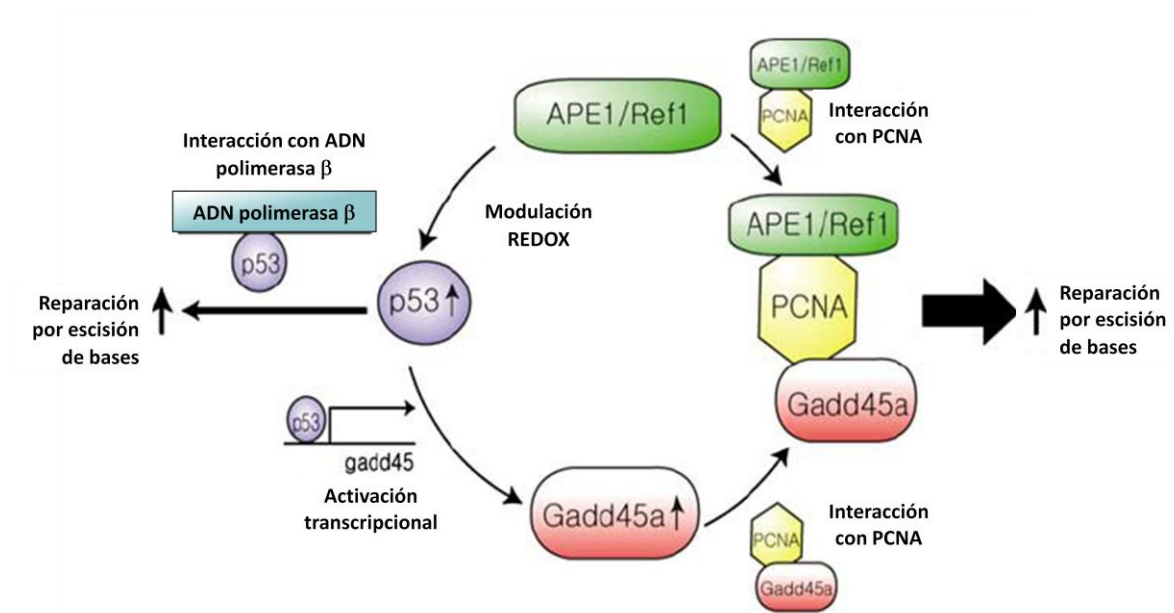 APE1/Ref1
APE1/Ref1
PCNA
Interacción
con PCNA
Interacción con ADN
polimerasa β
ADN polimerasa β
p53
Modulación
REDOX
APE1/Ref1
PCNA
Gadd45a
p53
Reparación
por escisión
de bases
Reparación
por escisión
de bases
p53
gadd45
Activación
transcripcional
Gadd45a
Interacción
con PCNA
PCNA
Gadd45a